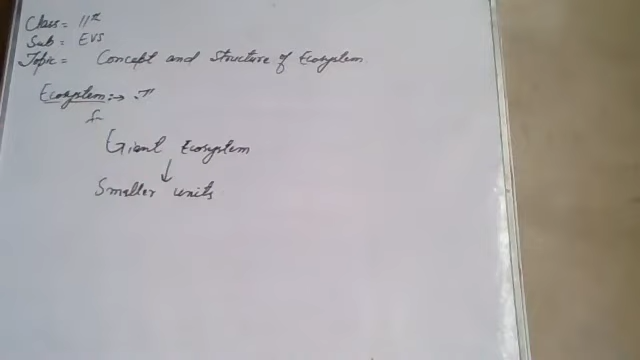 Class = 11th
Sub = EVS
Topic = Concept and Structure of Ecosystem
Ecosystem :→
Giant Ecosystem
↓
Smaller units